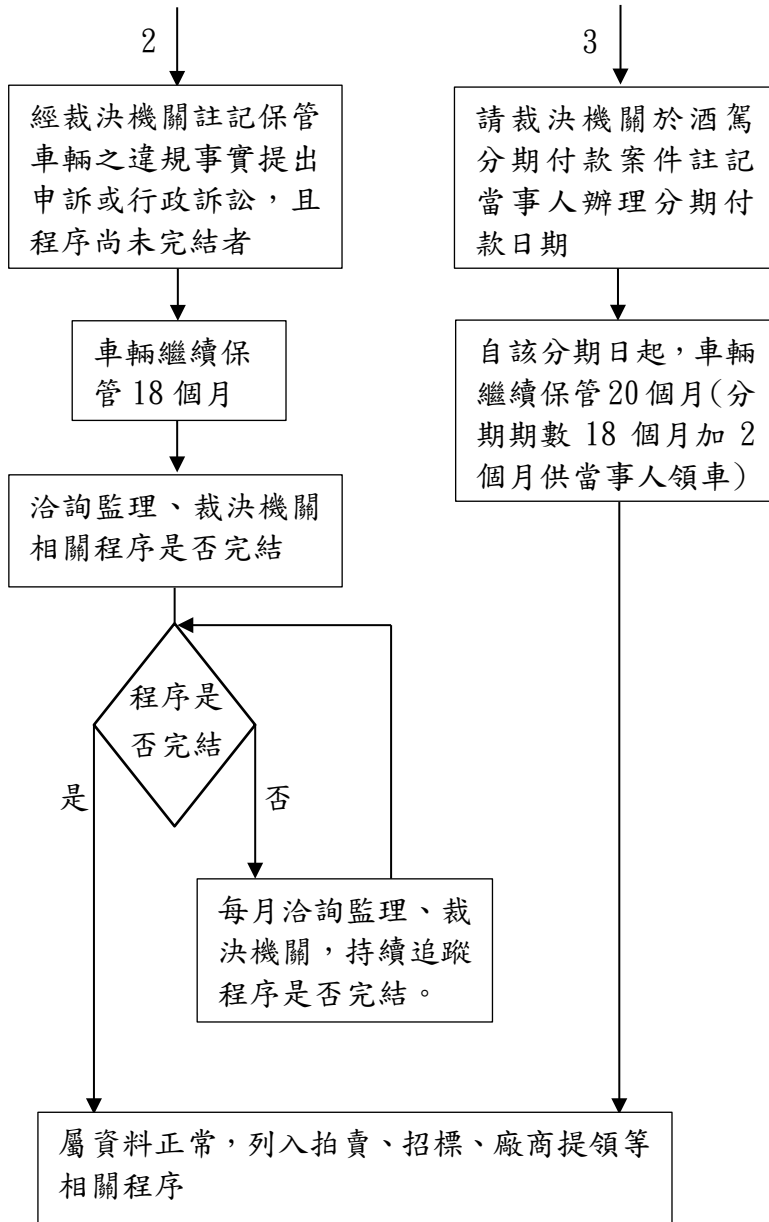 2
經裁決機關註記保管
車輛之違規事實提出
申訴或行政訴訟，且
程序尚未完結者
車輛繼續保
管 18 個月
洽詢監理、裁決機關
相關程序是否完結
程序是
否完結
是
否
每月洽詢監理、裁
決機關，持續追蹤
程序是否完結。
3
請裁決機關於酒駕
分期付款案件註記
當事人辦理分期付
款日期
自該分期日起，車輛
繼續保管 20 個月(分
期期數 18 個月加 2
個月供當事人領車)
屬資料正常，列入拍賣、招標、廠商提領等
相關程序